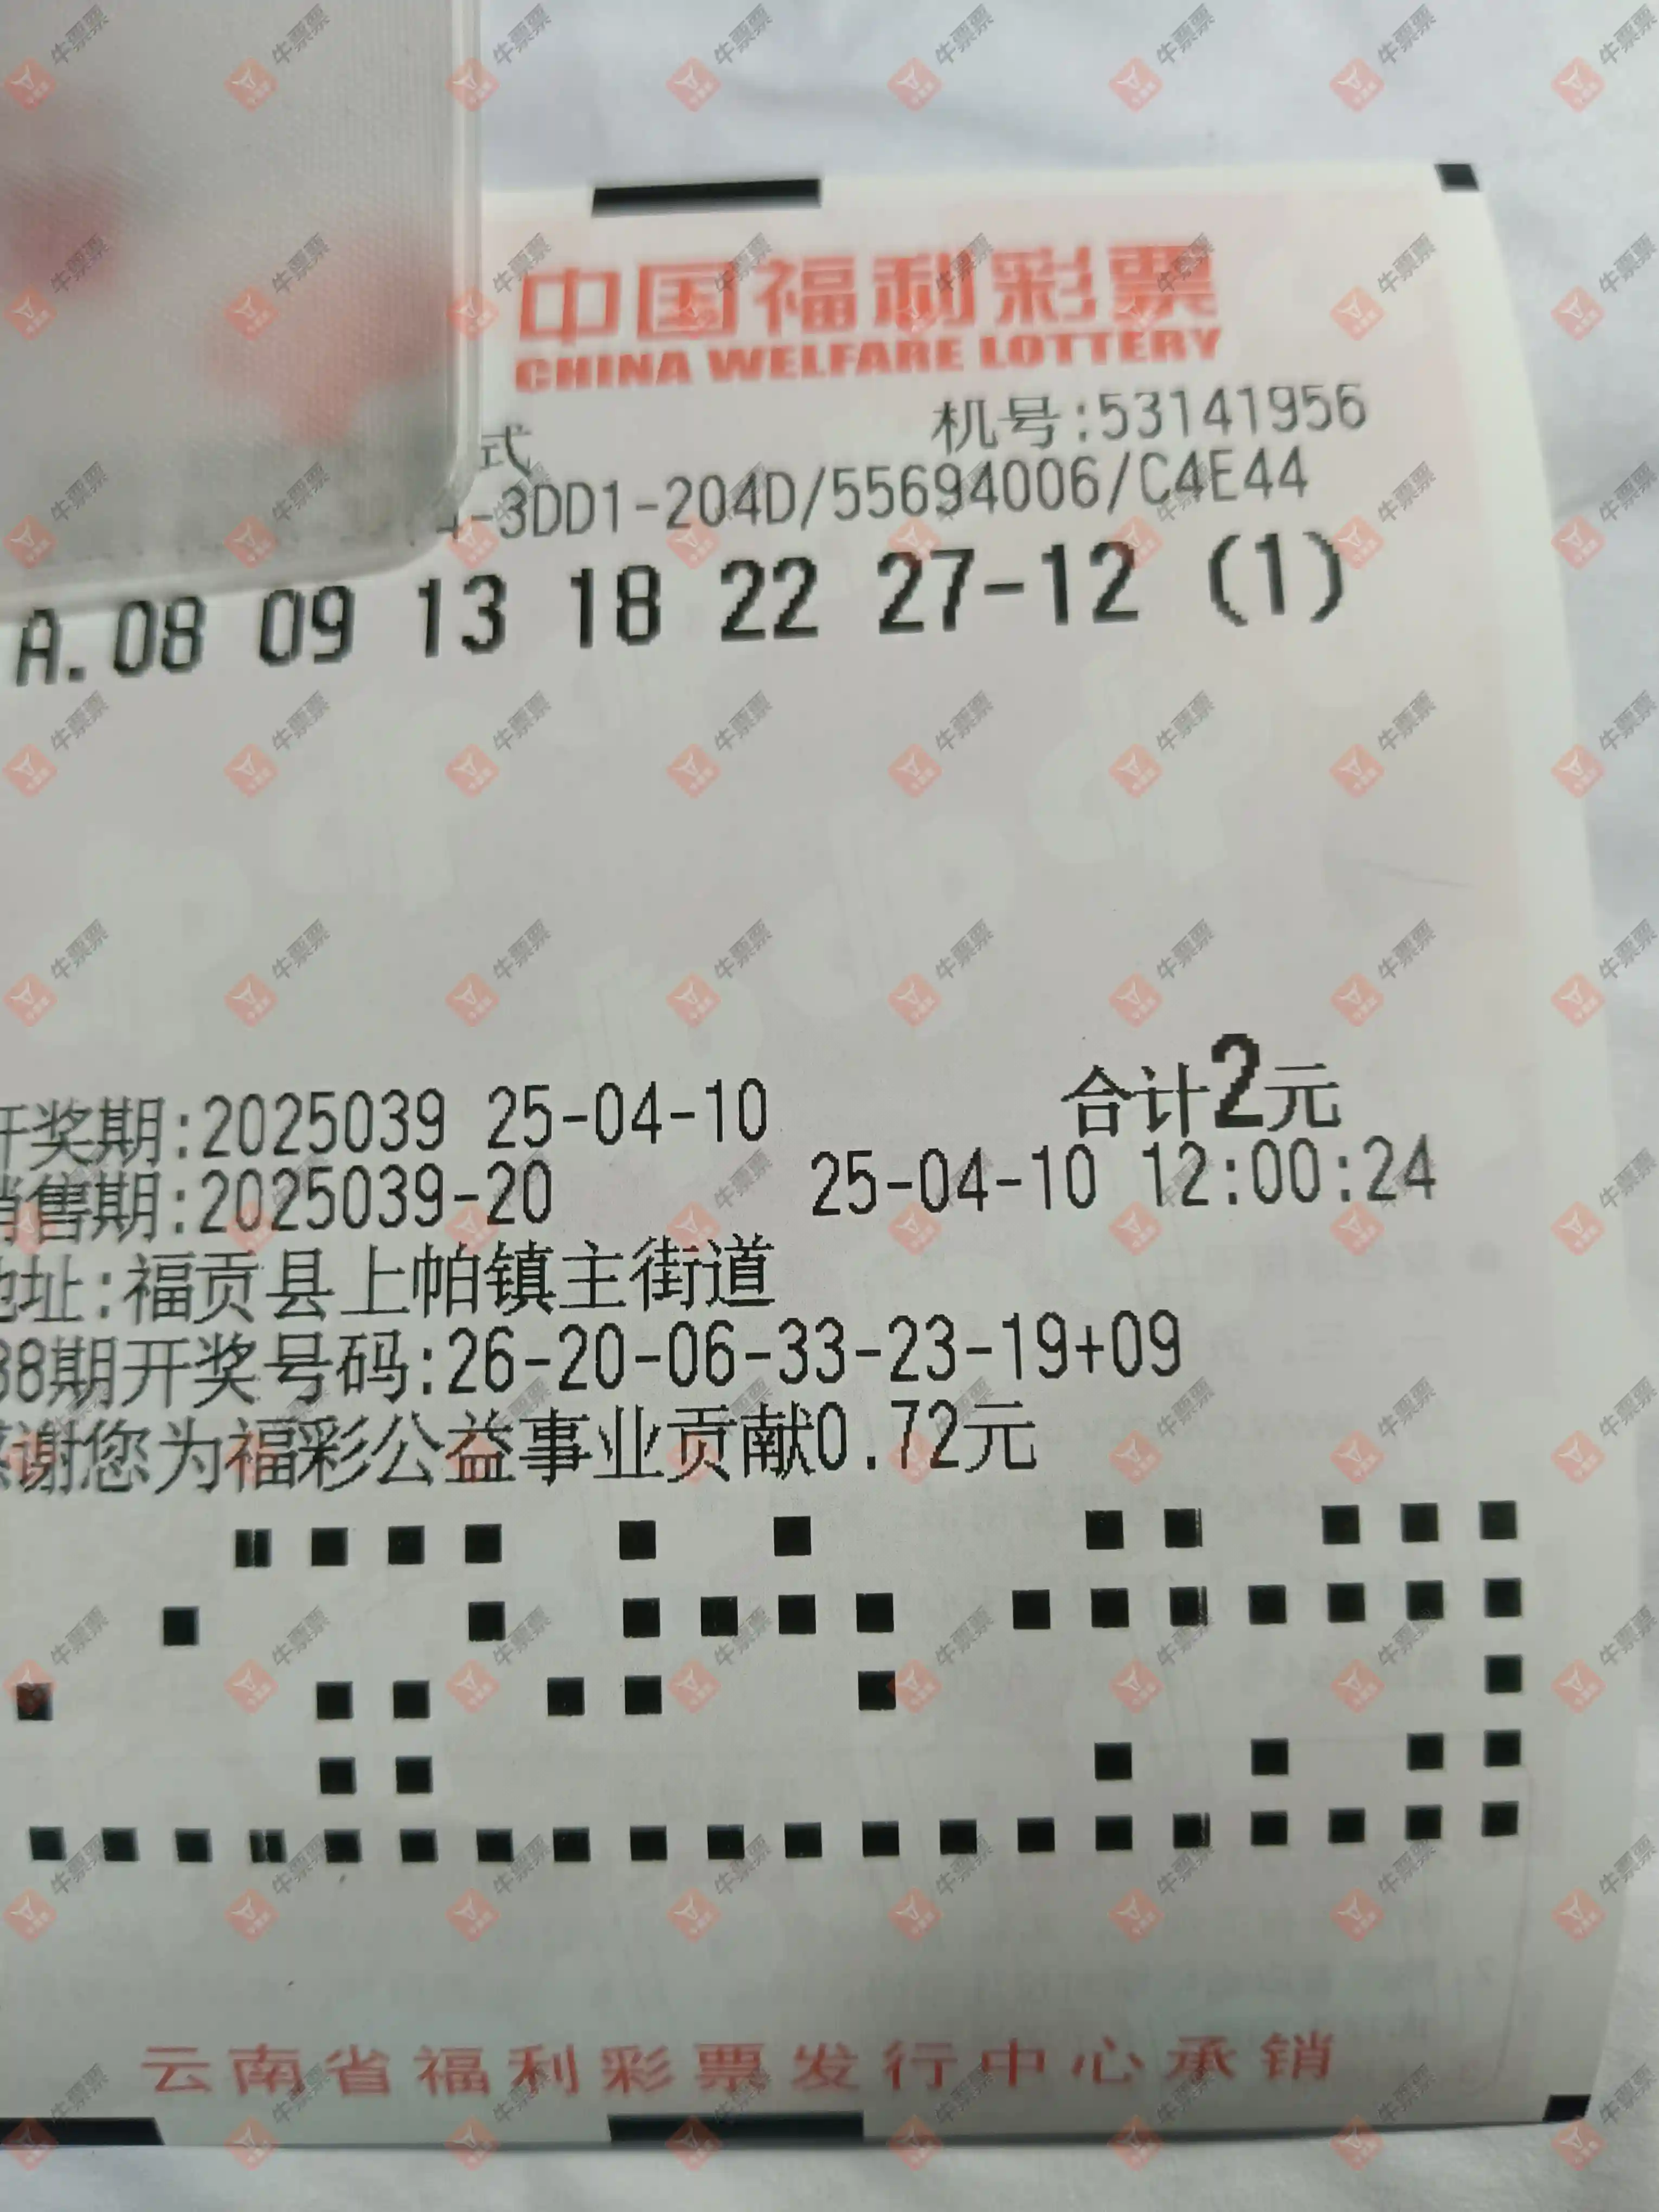 中国福利彩票
CHINA WELFARE LOTTERY
式 机号:53141956
-3DD1-204D/55694006/C4E44
A.08 09 13 18 22 27-12 (1)
开奖期:2025039 25-04-10 合计2元
销售期:2025039-20 25-04-10 12:00:24
地址:福贡县上帕镇主街道
38期开奖号码:26-20-06-33-23-19+09
感谢您为福彩公益事业贡献0.72元
云南省福利彩票发行中心承销
牛票票